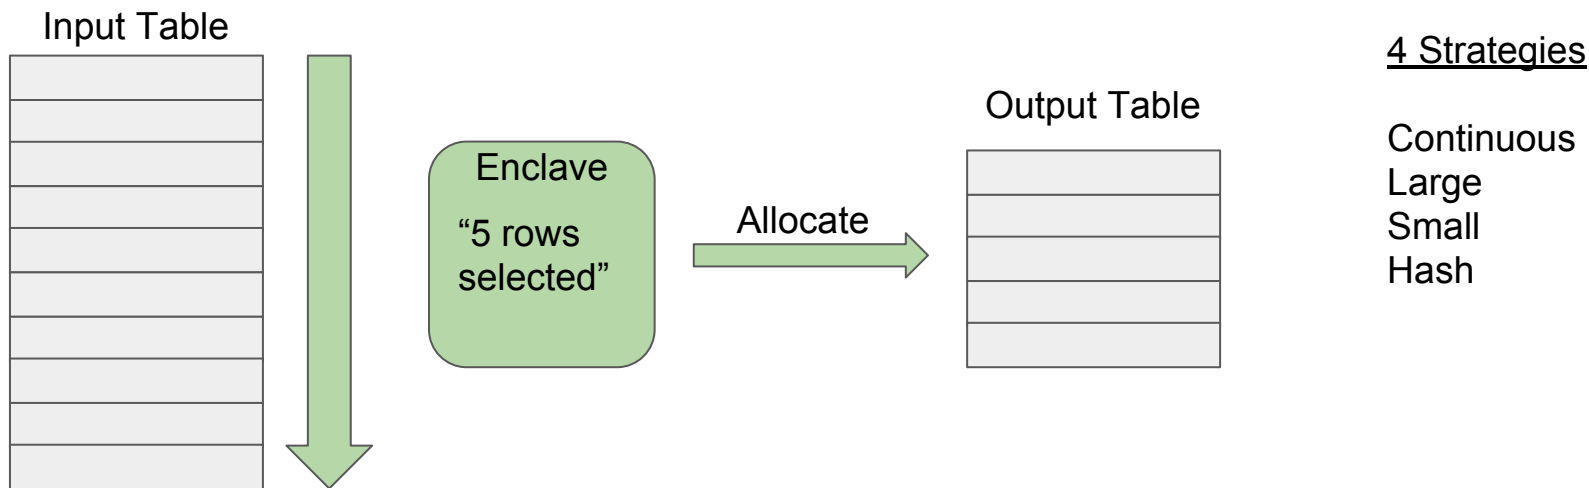 Input Table
Enclave
“5 rows
selected”
Allocate
Output Table
4 Strategies
Continuous
Large
Small
Hash